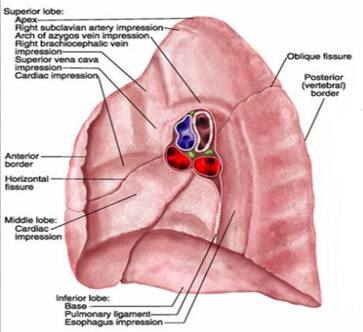 Superior lobe:
Apex
Right subclavian artery impression
Arch of azygos vein impression
Right brachiocephalic vein
impression
Superior vena cava
impression
Cardiac impression
Oblique fissure
Posterior
(vertebral)
border
Anterior
border
Horizontal
fissure
Middle lobe:
Cardiac
impression
Inferior lobe:
Base
Pulmonary ligament
Esophagus impression